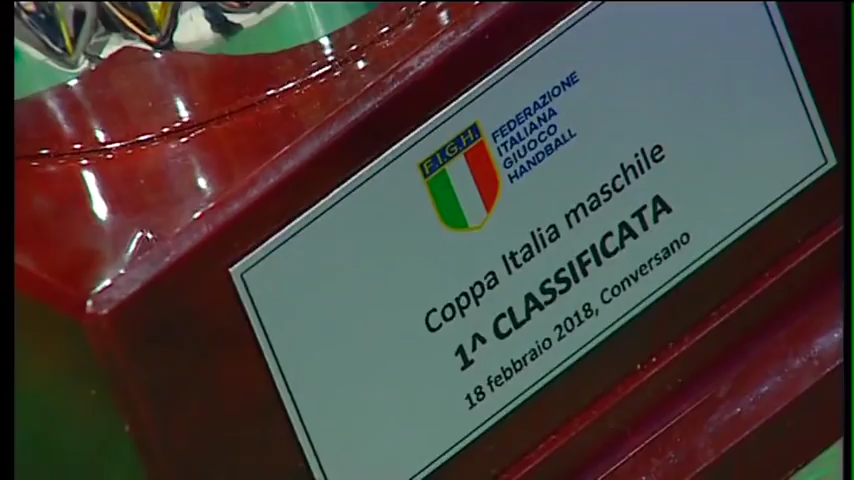 F.I.G.H.
FEDERAZIONE
ITALIANA
GIUOCO
HANDBALL
Coppa Italia maschile
1^ CLASSIFICATA
18 febbraio 2018, Conversano